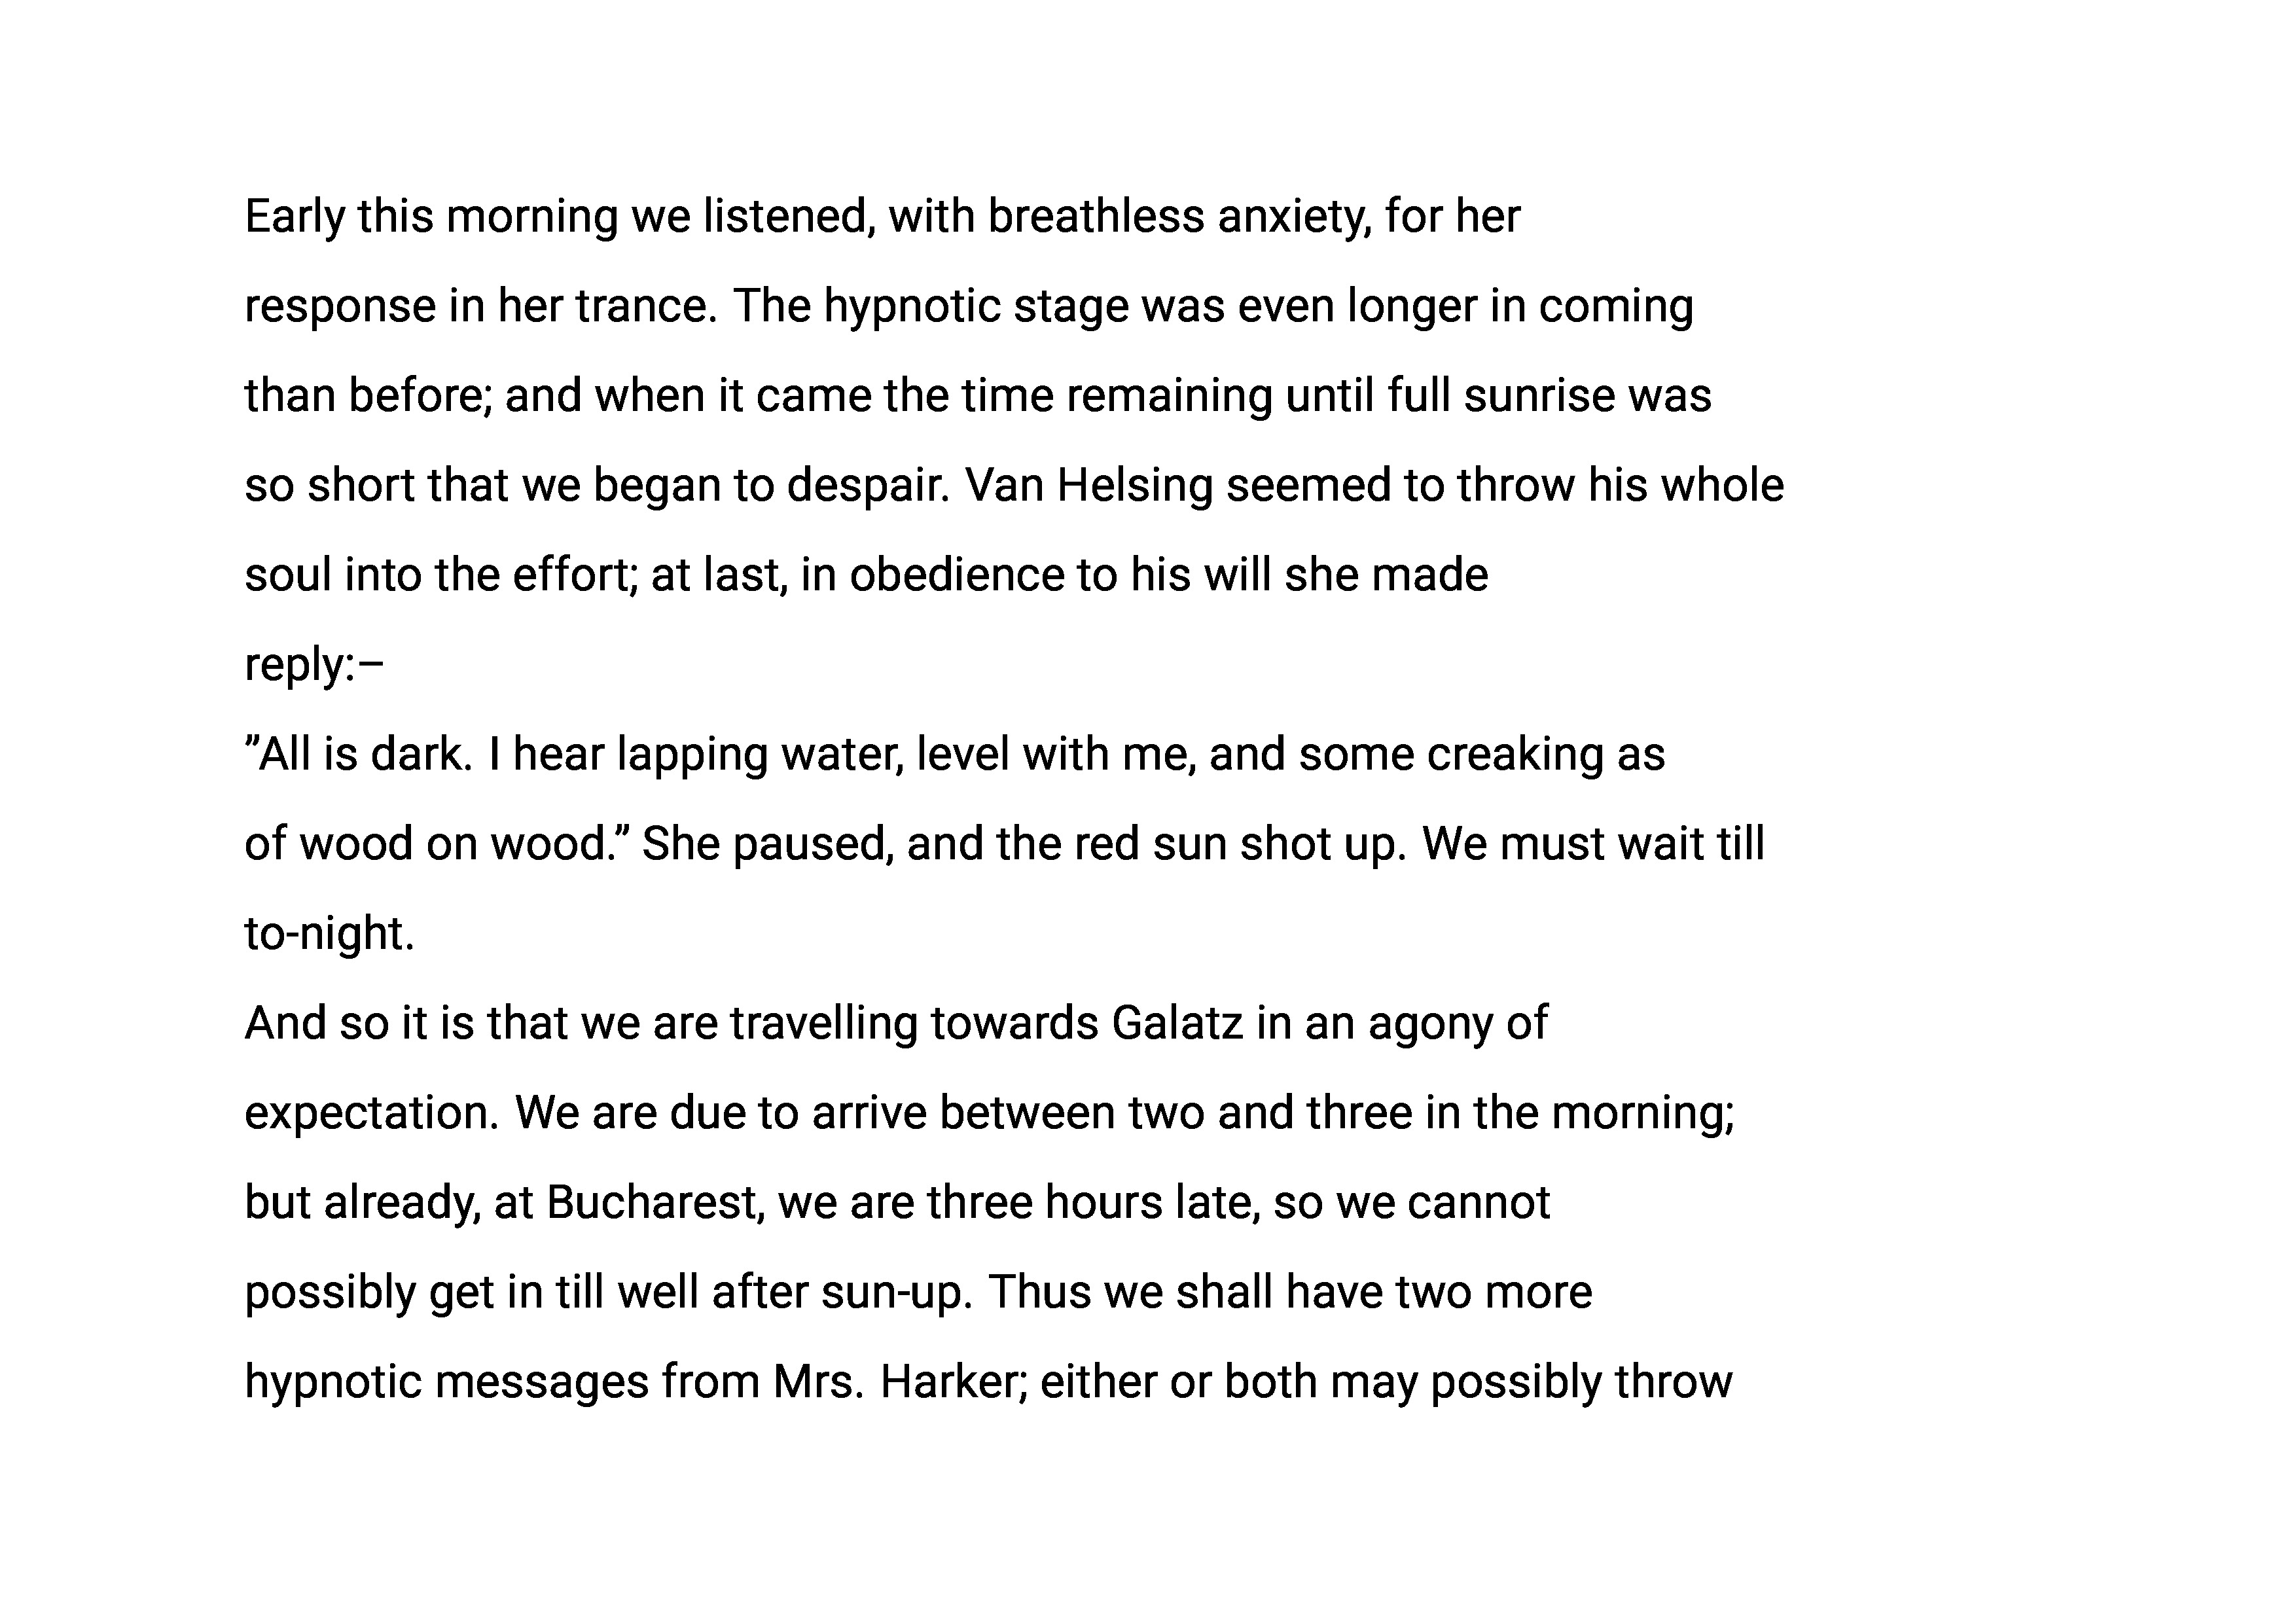 Early this morning we listened, with breathless anxiety, for her
response in her trance. The hypnotic stage was even longer in coming
than before; and when it came the time remaining until full sunrise was
so short that we began to despair. Van Helsing seemed to throw his whole
soul into the effort; at last, in obedience to his will she made
reply:–
”All is dark. I hear lapping water, level with me, and some creaking as
of wood on wood.” She paused, and the red sun shot up. We must wait till
to-night.
And so it is that we are travelling towards Galatz in an agony of
expectation. We are due to arrive between two and three in the morning;
but already, at Bucharest, we are three hours late, so we cannot
possibly get in till well after sun-up. Thus we shall have two more
hypnotic messages from Mrs. Harker; either or both may possibly throw